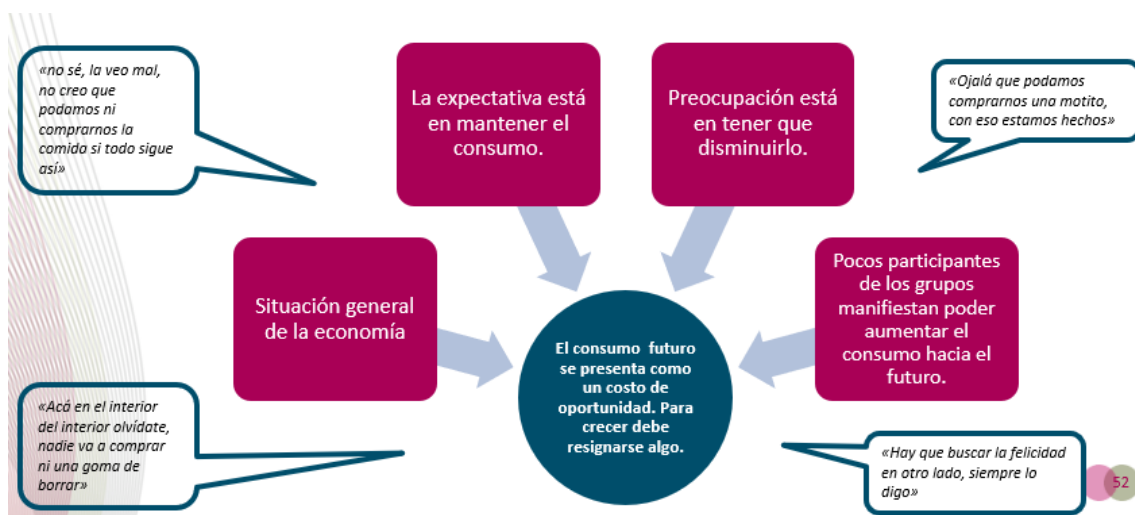 «no sé, la veo mal,
no creo que
podamos ni
comprarnos la
comida si todo sigue
así»
La expectativa está
en mantener el
consumo.
Preocupación está
en tener que
disminuirlo.
«Ojalá que podamos
comprarnos una motito,
con eso estamos hechos»
Situación general
de la economía
Pocos participantes
de los grupos
manifiestan poder
aumentar el
consumo hacia el
futuro.
El consumo futuro
se presenta como
un costo de
oportunidad. Para
crecer debe
resignarse algo.
«Acá en el interior
del interior olvídate,
nadie va a comprar
ni una goma de
borrar»
«Hay que buscar la felicidad
en otro lado, siempre lo
digo»
52